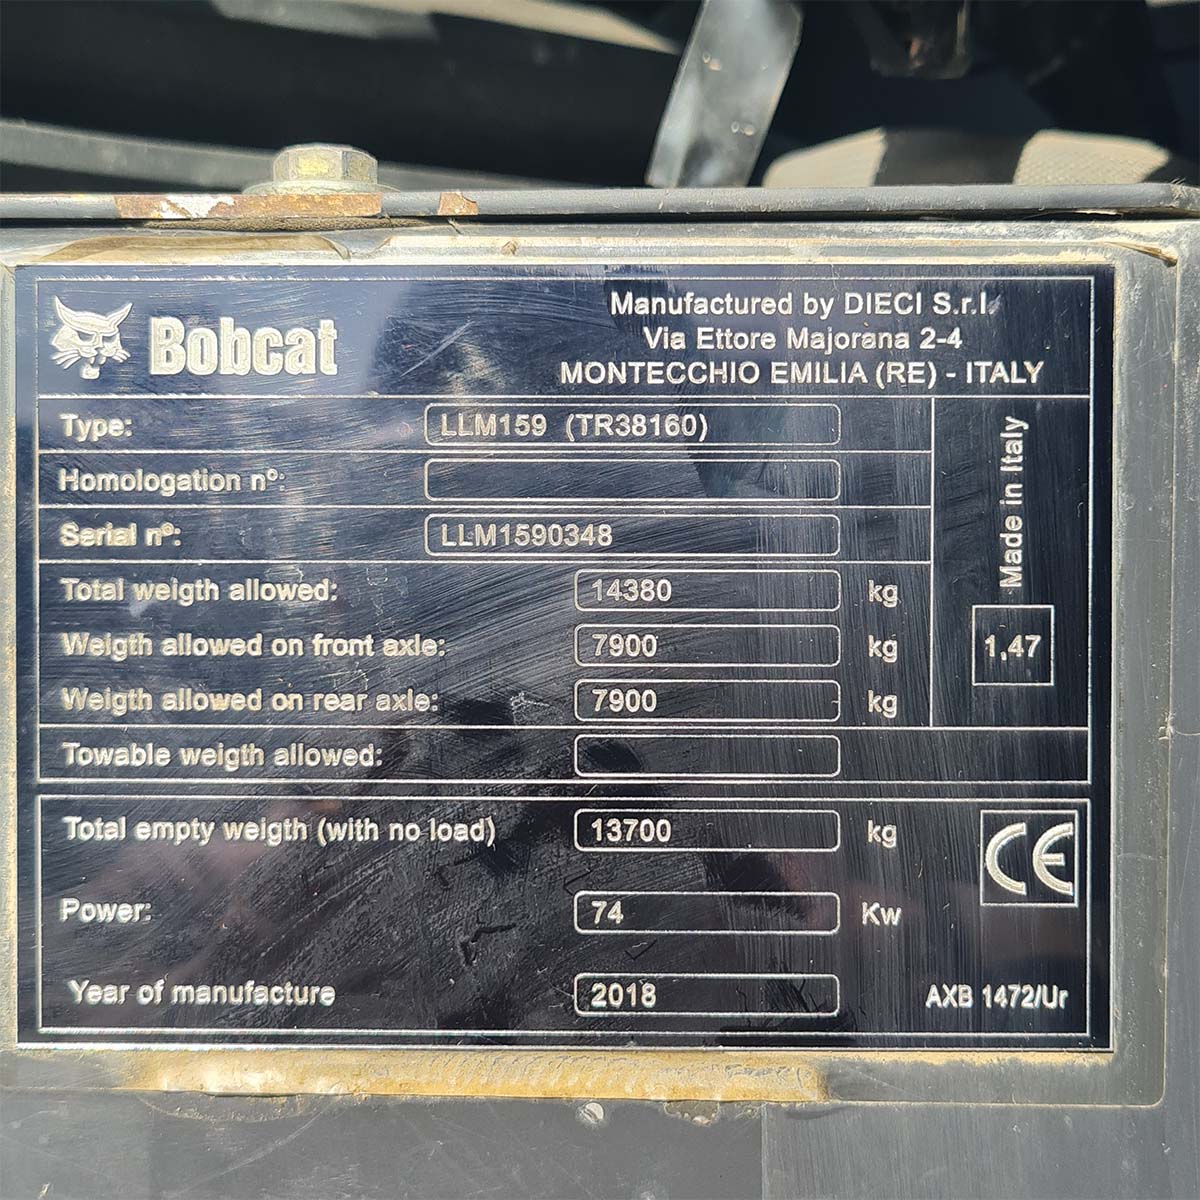 Bobcat
Manufactured by DIECI S.r.l.
Via Ettore Majorana 2-4
MONTECCHIO EMILIA (RE) - ITALY
Type: LLM159 (TR38160)
Homologation n°:
Serial n°: LLM1590348
Total weigth allowed: 14380 kg
Weigth allowed on front axle: 7900 kg
Weigth allowed on rear axle: 7900 kg
Made in Italy
1,47
Towable weigth allowed:
Total empty weigth (with no load) 13700 kg
CE
Power: 74 Kw
Year of manufacture 2018
AXB 1472/Ur